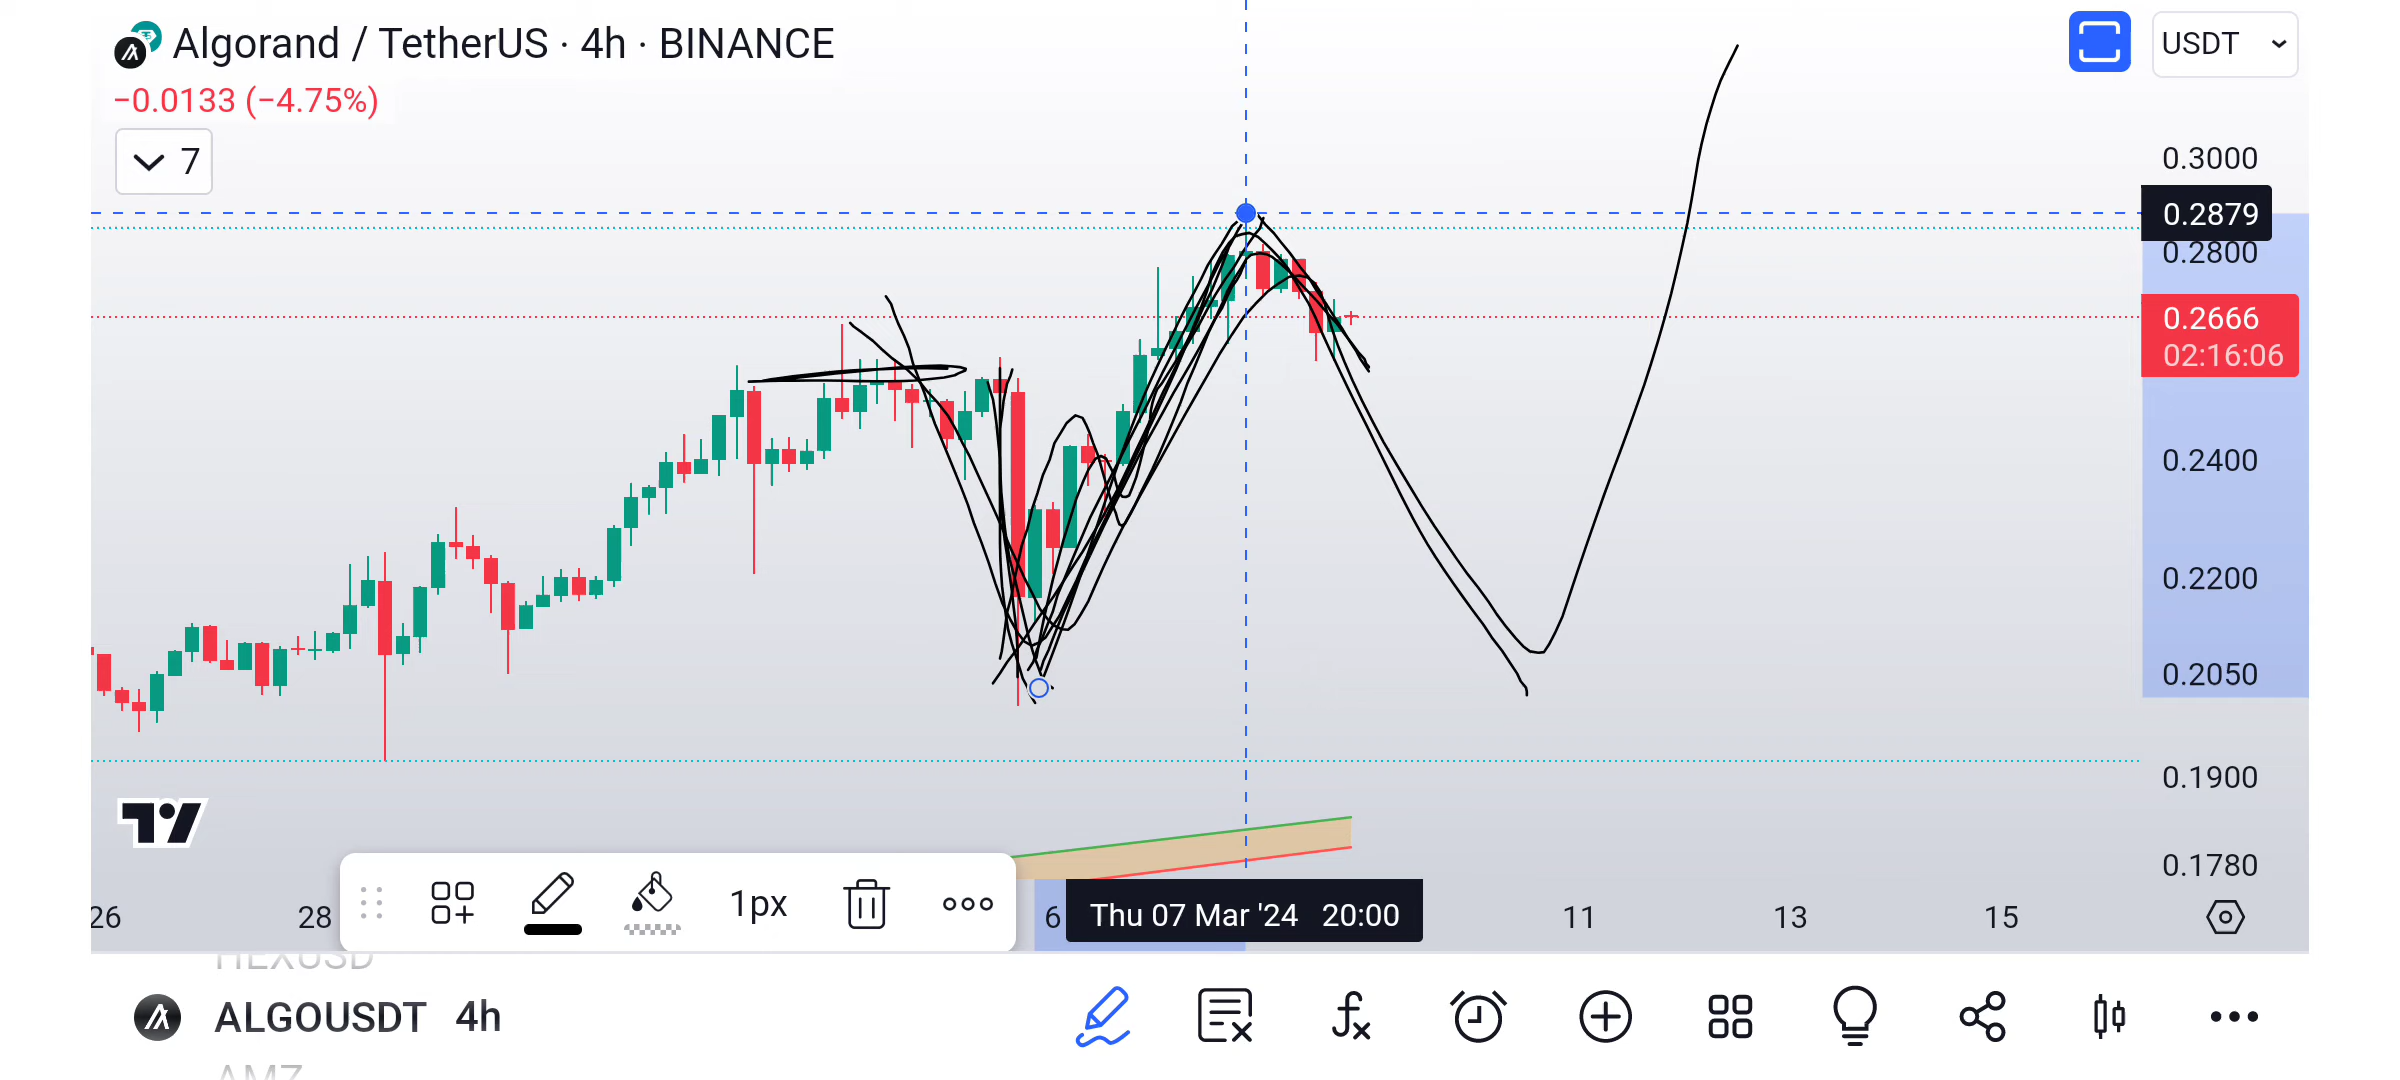 Algorand / TetherUS · 4h · BINANCE
USDT
−0.0133 (−4.75%)
7
0.3000
0.2879
0.2800
0.2666
02:16:06
0.2400
0.2200
0.2050
0.1900
0.1780
1px
26
28
6
Thu 07 Mar '24 20:00
11
13
15
HEXUSD
ALGOUSDT 4h
AMZ